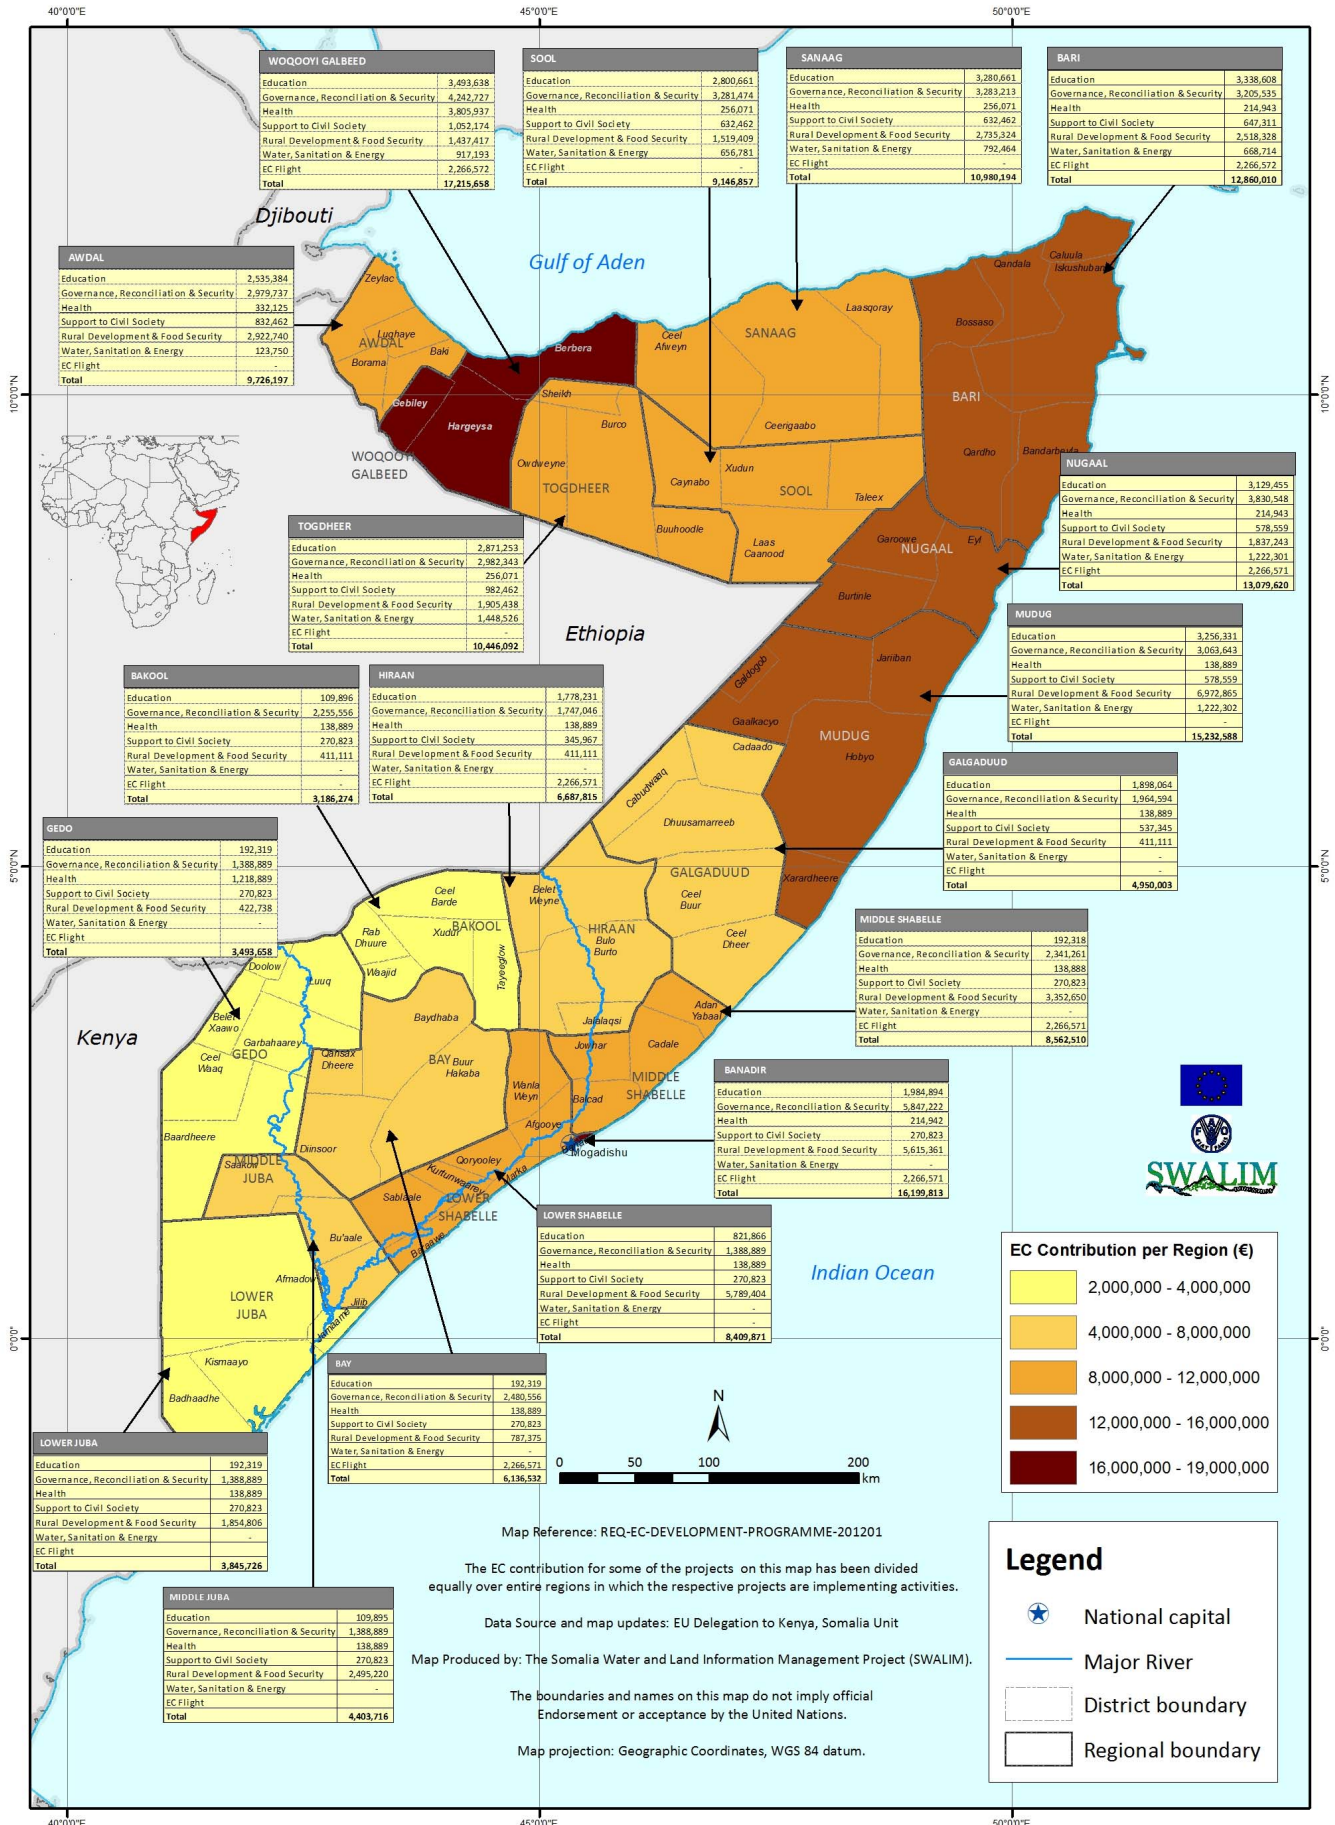 40°0'0"E 45°0'0"E 50°0'0"E
WOQOOYI GALBEED
Education 3,493,638
Governance, Reconciliation & Security 4,242,727
Health 3,805,937
Support to Civil Society 1,052,174
Rural Development & Food Security 1,437,417
Water, Sanitation & Energy 917,193
EC Flight 2,266,572
Total 17,215,658
SOOL
Education 2,800,661
Governance, Reconciliation & Security 3,281,474
Health 256,071
Support to Civil Society 632,462
Rural Development & Food Security 1,519,409
Water, Sanitation & Energy 656,781
EC Flight -
Total 9,146,857
SANAAG
Education 3,280,661
Governance, Reconciliation & Security 3,283,213
Health 256,071
Support to Civil Society 632,462
Rural Development & Food Security 2,735,324
Water, Sanitation & Energy 792,464
EC Flight -
Total 10,980,194
BARI
Education 3,338,608
Governance, Reconciliation & Security 3,205,535
Health 214,943
Support to Civil Society 647,311
Rural Development & Food Security 2,518,328
Water, Sanitation & Energy 668,714
EC Flight 2,266,572
Total 12,860,010
Djibouti
Gulf of Aden
AWDAL
Education 2,535,384
Governance, Reconciliation & Security 2,979,737
Health 332,125
Support to Civil Society 832,462
Rural Development & Food Security 2,922,740
Water, Sanitation & Energy 123,750
EC Flight -
Total 9,726,197
Zeylac
Lughaye
AWDAL
Borama
Baki
Berbera
Gebiley
Hargeysa
WOQOOYI
GALBEED
Sheikh
Burco
Owdweyne
TOGDHEER
Buuhoodle
Ceel
Afweyn
SANAAG
Laasqoray
Ceerigaabo
Caynabo
Xudun
SOOL
Taleex
Laas
Caanood
Qandala
Caluula
Iskushuban
Bossaso
BARI
Qardho
Bandarbeyla
10°0'0"N
10°0'0"N
NUGAAL
Education 3,129,455
Governance, Reconciliation & Security 3,830,548
Health 214,943
Support to Civil Society 578,559
Rural Development & Food Security 1,837,243
Water, Sanitation & Energy 1,222,301
EC Flight 2,266,571
Total 13,079,620
TOGDHEER
Education 2,871,253
Governance, Reconciliation & Security 2,982,343
Health 256,071
Support to Civil Society 982,462
Rural Development & Food Security 1,905,438
Water, Sanitation & Energy 1,448,526
EC Flight -
Total 10,446,092
Garoowe
Eyl
NUGAAL
Burtinle
Ethiopia
MUDUG
Education 3,256,331
Governance, Reconciliation & Security 3,063,643
Health 138,889
Support to Civil Society 578,559
Rural Development & Food Security 6,972,865
Water, Sanitation & Energy 1,222,302
EC Flight -
Total 15,232,588
Galdogob
Jariiban
Gaalkacyo
MUDUG
Hobyo
Xarardheere
BAKOOL
Education 109,896
Governance, Reconciliation & Security 2,255,556
Health 138,889
Support to Civil Society 270,823
Rural Development & Food Security 411,111
Water, Sanitation & Energy -
EC Flight -
Total 3,186,274
HIRAAN
Education 1,778,231
Governance, Reconciliation & Security 1,747,046
Health 138,889
Support to Civil Society 345,967
Rural Development & Food Security 411,111
Water, Sanitation & Energy -
EC Flight 2,266,571
Total 6,687,815
GALGADUUD
Education 1,898,064
Governance, Reconciliation & Security 1,964,594
Health 138,889
Support to Civil Society 537,345
Rural Development & Food Security 411,111
Water, Sanitation & Energy -
EC Flight -
Total 4,950,003
Cadaado
Cabudwaaq
Dhuusamarreeb
GALGADUUD
Ceel
Buur
Ceel
Dheer
GEDO
Education 192,319
Governance, Reconciliation & Security 1,388,889
Health 1,218,889
Support to Civil Society 270,823
Rural Development & Food Security 422,738
Water, Sanitation & Energy -
EC Flight
Total 3,493,658
5°0'0"N
5°0'0"N
Belet
Weyne
HIRAAN
Bulo
Burto
Jalalaqsi
Ceel
Barde
BAKOOL
Rab
Dhuure
Xudur
Waajid
Tayeeglow
MIDDLE SHABELLE
Education 192,318
Governance, Reconciliation & Security 2,341,261
Health 138,888
Support to Civil Society 270,823
Rural Development & Food Security 3,352,650
Water, Sanitation & Energy -
EC Flight 2,266,571
Total 8,562,510
Kenya
Doolow
Luuq
Belet
Xaawo
Garbahaarey
Ceel
Waaq
GEDO
Baardheere
Baydhaba
Qansax
Dheere
BAY
Buur
Hakaba
Diinsoor
Adan
Yabaal
Jowhar
Cadale
MIDDLE
SHABELLE
Balcad
Wanla
Weyn
Afgooye
Mogadishu
BANADIR
Education 1,984,894
Governance, Reconciliation & Security 5,847,222
Health 214,942
Support to Civil Society 270,823
Rural Development & Food Security 5,615,361
Water, Sanitation & Energy -
EC Flight 2,266,571
Total 16,199,813
FAO
FIAT PANIS
SWALIM
Qoryooley
Kurtunwaarey
Marka
Sablaale
LOWER
SHABELLE
Baraawe
Saakow
MIDDLE
JUBA
Bu'aale
Jilib
LOWER SHABELLE
Education 821,866
Governance, Reconciliation & Security 1,388,889
Health 138,889
Support to Civil Society 270,823
Rural Development & Food Security 5,789,404
Water, Sanitation & Energy -
EC Flight -
Total 8,409,871
Indian Ocean
EC Contribution per Region (€)
2,000,000 - 4,000,000
4,000,000 - 8,000,000
8,000,000 - 12,000,000
12,000,000 - 16,000,000
16,000,000 - 19,000,000
Afmadow
LOWER
JUBA
Jamaame
Kismaayo
Badhaadhe
0°0'0"
0°0'0"
BAY
Education 192,319
Governance, Reconciliation & Security 2,480,556
Health 138,889
Support to Civil Society 270,823
Rural Development & Food Security 787,375
Water, Sanitation & Energy -
EC Flight 2,266,571
Total 6,136,532
N
0 50 100 200
km
LOWER JUBA
Education 192,319
Governance, Reconciliation & Security 1,388,889
Health 138,889
Support to Civil Society 270,823
Rural Development & Food Security 1,854,806
Water, Sanitation & Energy -
EC Flight
Total 3,845,726
MIDDLE JUBA
Education 109,895
Governance, Reconciliation & Security 1,388,889
Health 138,889
Support to Civil Society 270,823
Rural Development & Food Security 2,495,220
Water, Sanitation & Energy -
EC Flight
Total 4,403,716
Map Reference: REQ-EC-DEVELOPMENT-PROGRAMME-201201
The EC contribution for some of the projects on this map has been divided
equally over entire regions in which the respective projects are implementing activities.
Data Source and map updates: EU Delegation to Kenya, Somalia Unit
Map Produced by: The Somalia Water and Land Information Management Project (SWALIM).
The boundaries and names on this map do not imply official
Endorsement or acceptance by the United Nations.
Map projection: Geographic Coordinates, WGS 84 datum.
Legend
National capital
Major River
District boundary
Regional boundary
40°0'0"E 45°0'0"E 50°0'0"E